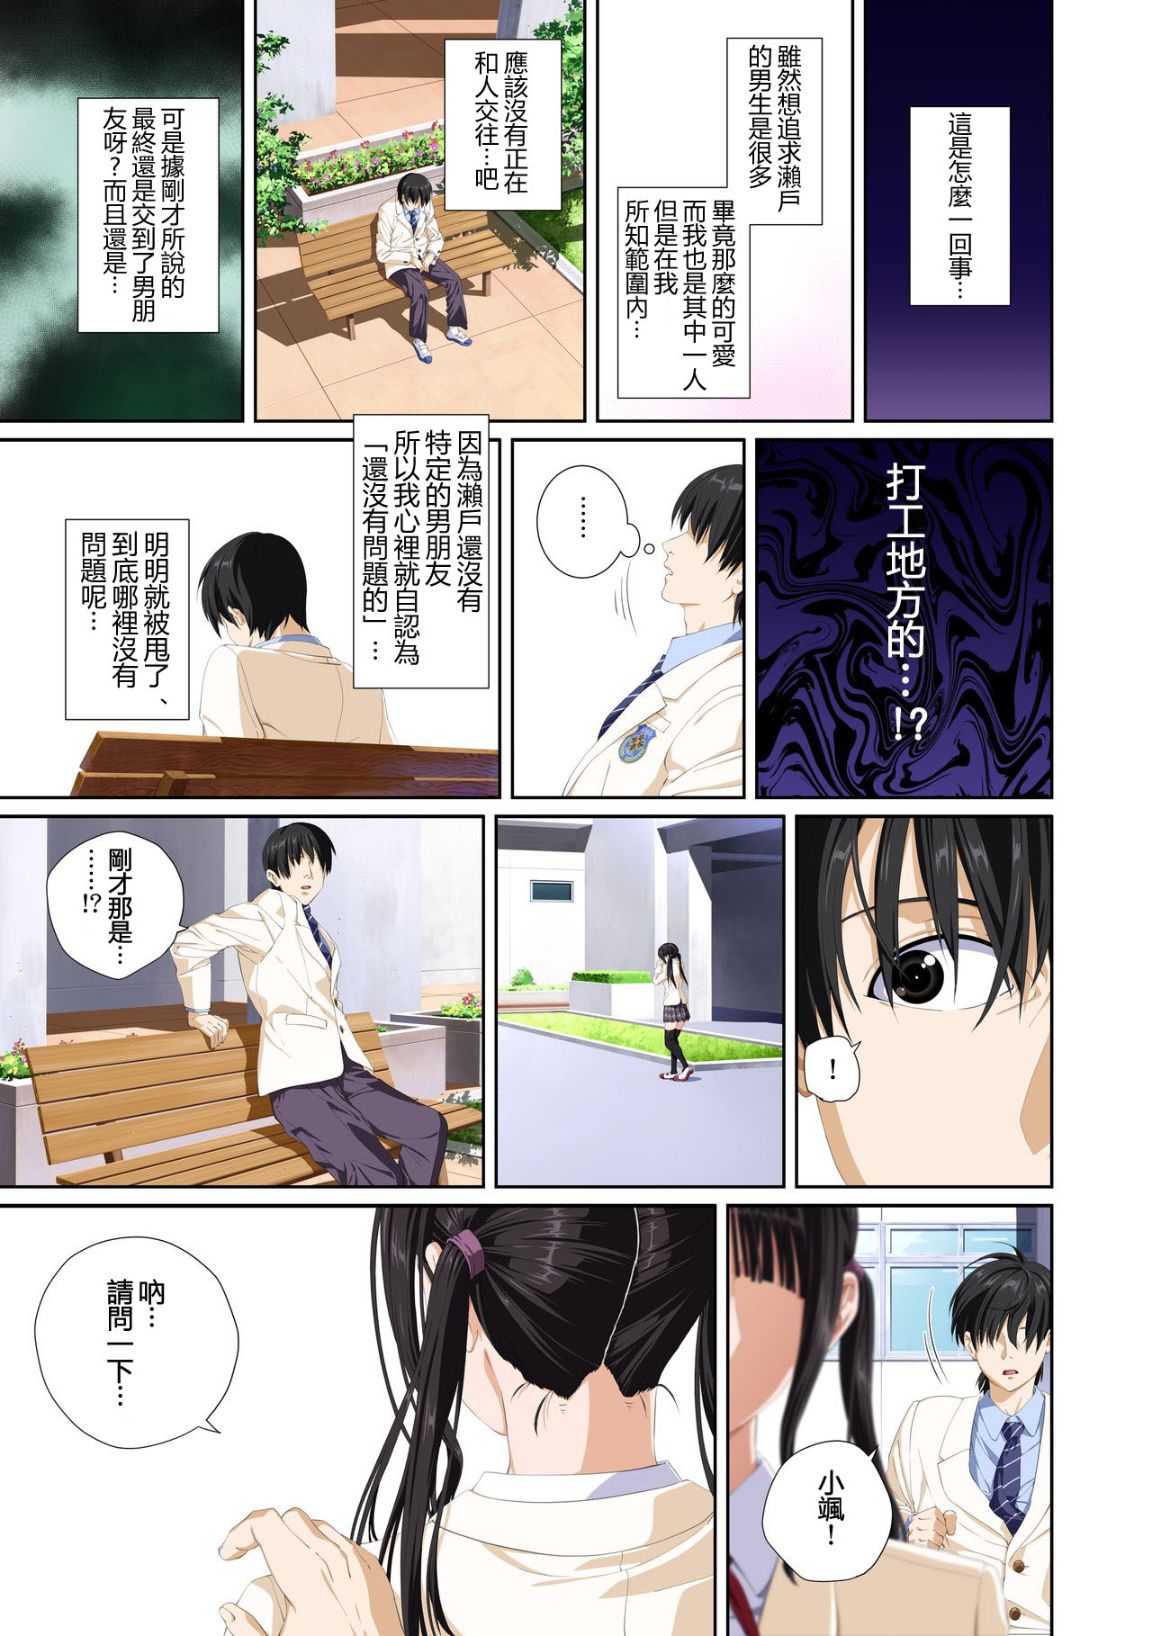 這是怎麼一回事…
雖然想追求瀨戶
的男生是很多
畢竟那麼的可愛
而我也是其中一人
但是在我
所知範圍內…
應該沒有正在
和人交往…吧
可是據剛才所說的
最終還是交到了男朋
友呀？而且還是…
打工地方的…!?
……
因為瀨戶還沒有
特定的男朋友
所以我心裡就自認為
「還沒有問題的」…
明明就被甩了、
到底哪裡沒有
問題呢…
！
剛才那是…
……!?
小颯！
吶…
請問一下…